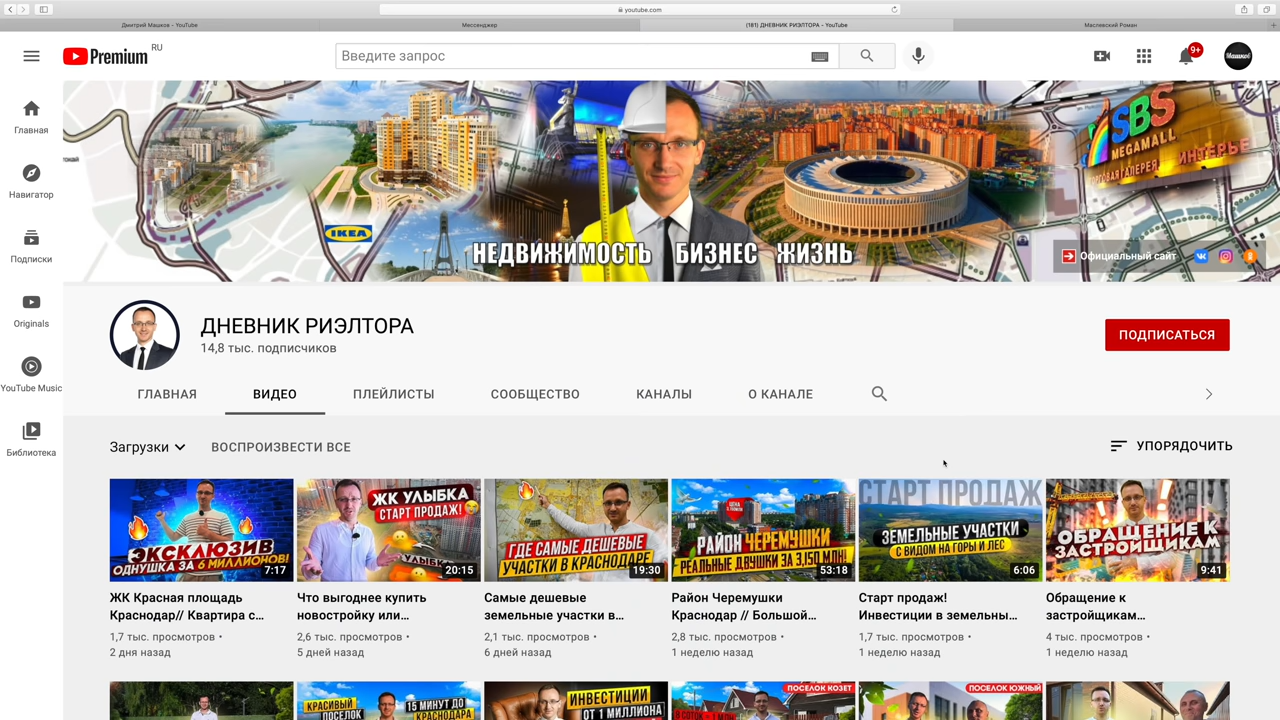 youtube.com
Дмитрий Машков - YouTube
Мессенджер
(181) ДНЕВНИК РИЭЛТОРА - YouTube
Маслевский Роман
Premium RU
Введите запрос
9+
Машков
Главная
Навигатор
Подписки
Originals
YouTube Music
Библиотека
IKEA
SBS
MEGAMALL
ТОРГОВАЯ ГАЛЕРЕЯ ИНТЕРЬЕР
НЕДВИЖИМОСТЬ БИЗНЕС ЖИЗНЬ
Официальный сайт
ДНЕВНИК РИЭЛТОРА
14,8 тыс. подписчиков
ПОДПИСАТЬСЯ
ГЛАВНАЯ ВИДЕО ПЛЕЙЛИСТЫ СООБЩЕСТВО КАНАЛЫ О КАНАЛЕ
Загрузки ВОСПРОИЗВЕСТИ ВСЕ УПОРЯДОЧИТЬ
ЭКСКЛЮЗИВ
ОДНУШКА ЗА 6 МИЛЛИОНОВ!
7:17
ЖК Красная площадь
Краснодар// Квартира с...
1,7 тыс. просмотров •
2 дня назад
ЖК УЛЫБКА
СТАРТ ПРОДАЖ!
20:15
Что выгоднее купить
новостройку или...
2,6 тыс. просмотров •
5 дней назад
ГДЕ САМЫЕ ДЕШЕВЫЕ
УЧАСТКИ В КРАСНОДАРЕ
19:30
Самые дешевые
земельные участки в...
2,1 тыс. просмотров •
6 дней назад
РАЙОН ЧЕРЕМУШКИ
РЕАЛЬНЫЕ ДВУШКИ ЗА 3,150 МЛН!
53:18
Район Черемушки
Краснодар // Большой...
2,8 тыс. просмотров •
1 неделю назад
СТАРТ ПРОДАЖ
ЗЕМЕЛЬНЫЕ УЧАСТКИ
С ВИДОМ НА ГОРЫ И ЛЕС
6:06
Старт продаж!
Инвестиции в земельны...
1,7 тыс. просмотров •
1 неделю назад
ОБРАЩЕНИЕ К
ЗАСТРОЙЩИКАМ
9:41
Обращение к
застройщикам...
4 тыс. просмотров •
1 неделю назад
КРАСИВЫЙ
ПОСЕЛОК
15 МИНУТ ДО
КРАСНОДАРА
ИНВЕСТИЦИИ
ОТ 1 МИЛЛИОНА
ПОСЕЛОК КОЗЕТ
ПОСЕЛОК ЮЖНЫЙ